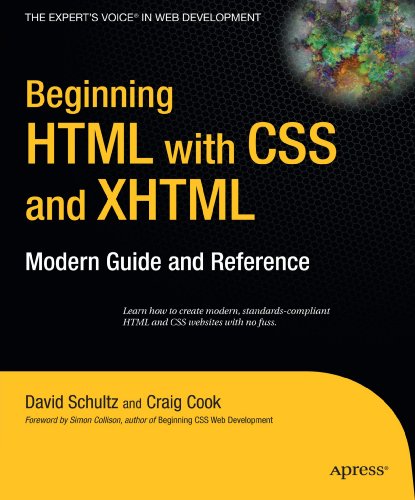 THE EXPERT'S VOICE® IN WEB DEVELOPMENT
Beginning
HTML with CSS
and XHTML
Modern Guide and Reference
Learn how to create modern, standards-compliant
HTML and CSS websites with no fuss.
David Schultz and Craig Cook
Foreword by Simon Collison, author of Beginning CSS Web Development
Apress®